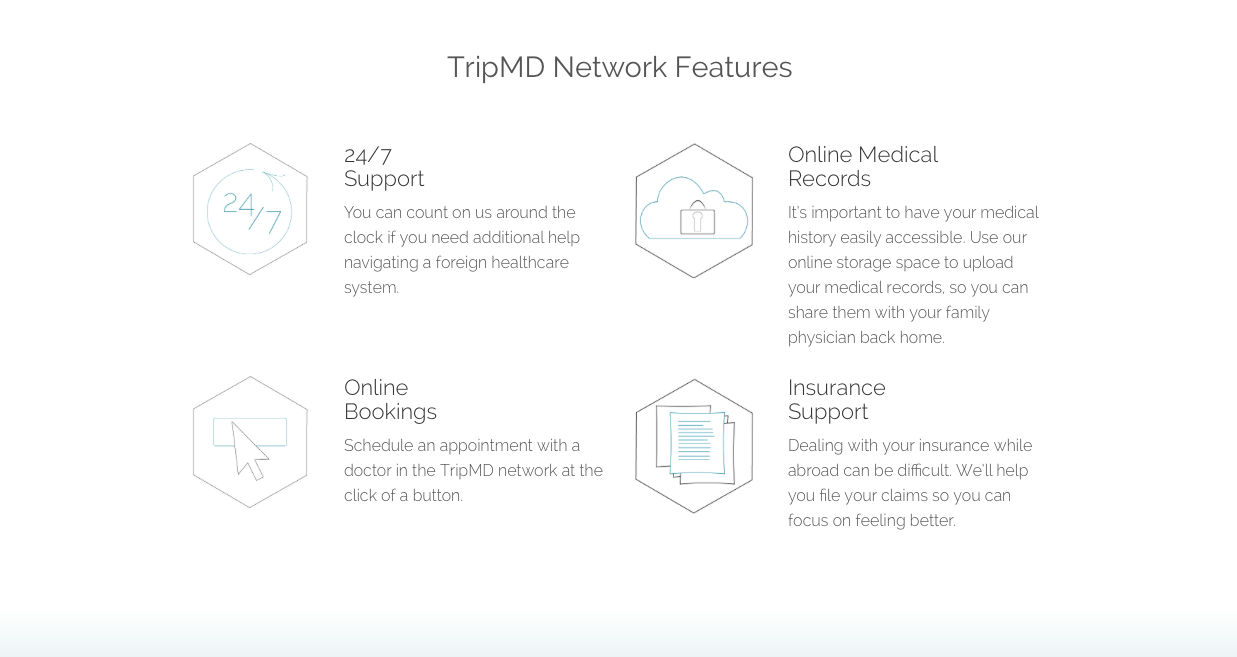 TripMD Network Features
24/7
24/7
Support
You can count on us around the
clock if you need additional help
navigating a foreign healthcare
system.
Online Medical
Records
It's important to have your medical
history easily accessible. Use our
online storage space to upload
your medical records, so you can
share them with your family
physician back home.
Online
Bookings
Schedule an appointment with a
doctor in the TripMD network at the
click of a button.
Insurance
Support
Dealing with your insurance while
abroad can be difficult. We'll help
you file your claims so you can
focus on feeling better.